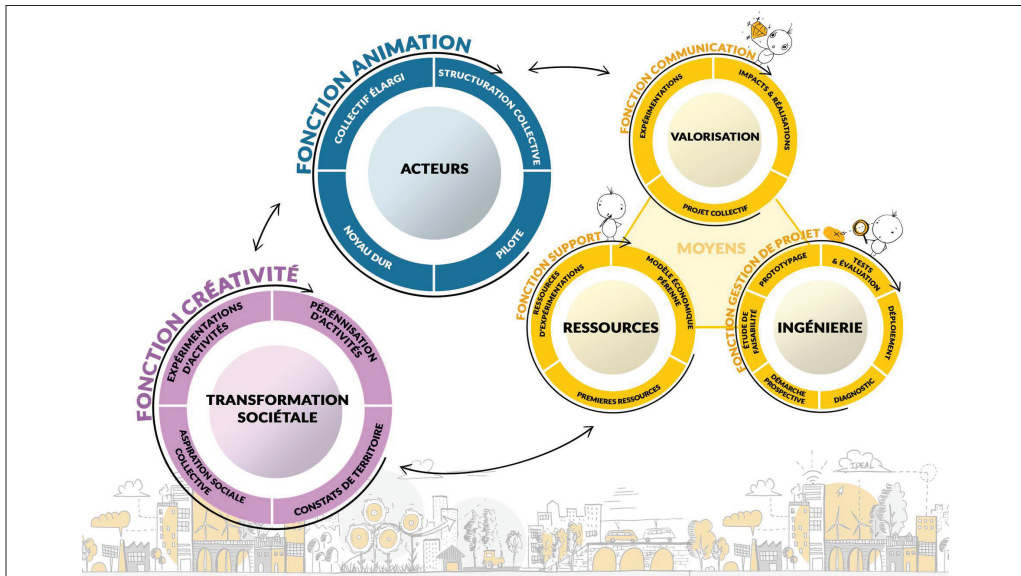 FONCTION ANIMATION
COLLECTIF ÉLARGI
STRUCTURATION COLLECTIVE
NOYAU DUR
PILOTE
ACTEURS
FONCTION COMMUNICATION
EXPÉRIMENTATIONS
IMPACTS & RÉALISATIONS
PROJET COLLECTIF
VALORISATION
MOYENS
FONCTION SUPPORT
RESSOURCES
D'EXPÉRIMENTATIONS
MODÈLE ÉCONOMIQUE
PÉRENNE
PREMIERES RESSOURCES
RESSOURCES
FONCTION GESTION DE PROJET
PROTOTYPAGE
TESTS
& ÉVALUATION
DÉPLOIEMENT
DIAGNOSTIC
DÉMARCHE
PROSPECTIVE
ÉTUDE DE
FAISABILITÉ
INGÉNIERIE
FONCTION CRÉATIVITÉ
EXPÉRIMENTATIONS
D'ACTIVITÉS
PÉRÉNNISATION
D'ACTIVITÉS
ASPIRATION SOCIALE
COLLECTIVE
CONSTATS DE TERRITOIRE
TRANSFORMATION
SOCIÉTALE
IDEAL